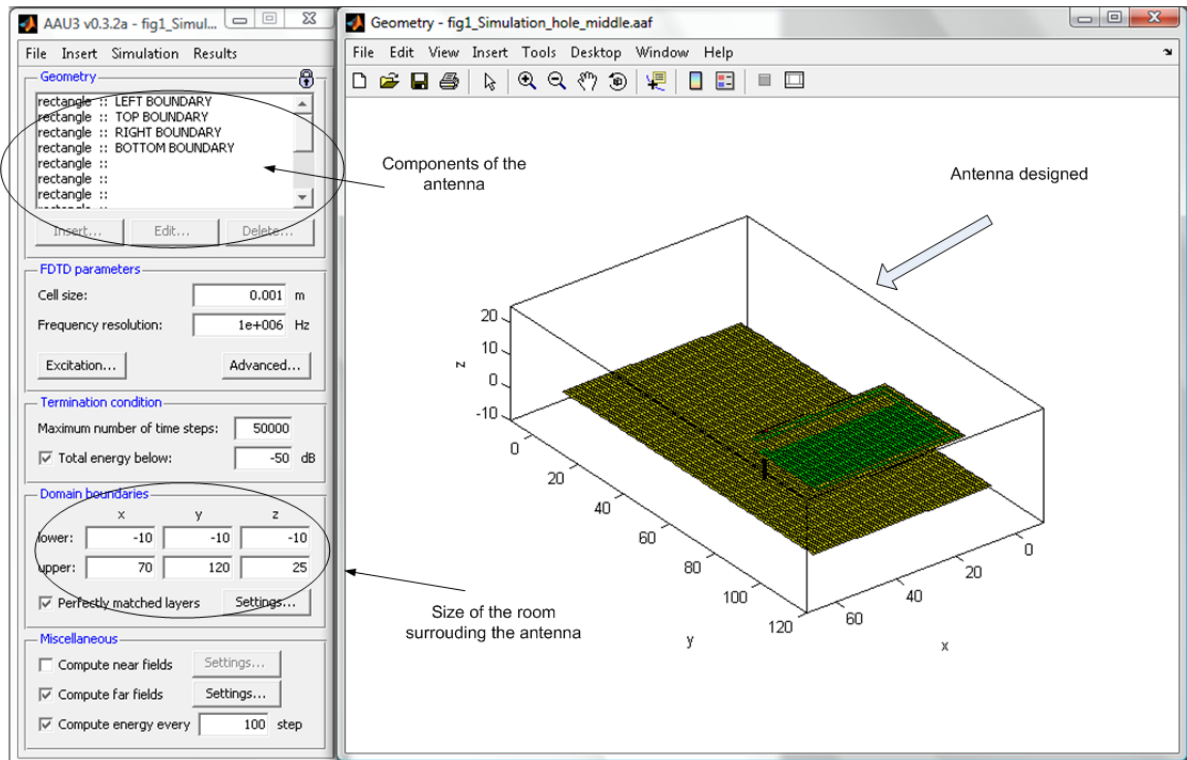 AAU3 v0.3.2a - fig1_Simul...
File Insert Simulation Results
Geometry
rectangle :: LEFT BOUNDARY
rectangle :: TOP BOUNDARY
rectangle :: RIGHT BOUNDARY
rectangle :: BOTTOM BOUNDARY
rectangle ::
rectangle ::
rectangle ::
rectangle ::
Insert... Edit... Delete...
FDTD parameters
Cell size: 0.001 m
Frequency resolution: 1e+006 Hz
Excitation... Advanced...
Termination condition
Maximum number of time steps: 50000
Total energy below: -50 dB
Domain boundaries
x y z
lower: -10 -10 -10
upper: 70 120 25
Perfectly matched layers Settings...
Miscellaneous
Compute near fields Settings...
Compute far fields Settings...
Compute energy every 100 step
Geometry - fig1_Simulation_hole_middle.aaf
File Edit View Insert Tools Desktop Window Help
Components of the
antenna
Antenna designed
20
10
0
-10
z
0
20
40
60
80
100
120
y
60
40
20
0
x
Size of the room
surrouding the antenna